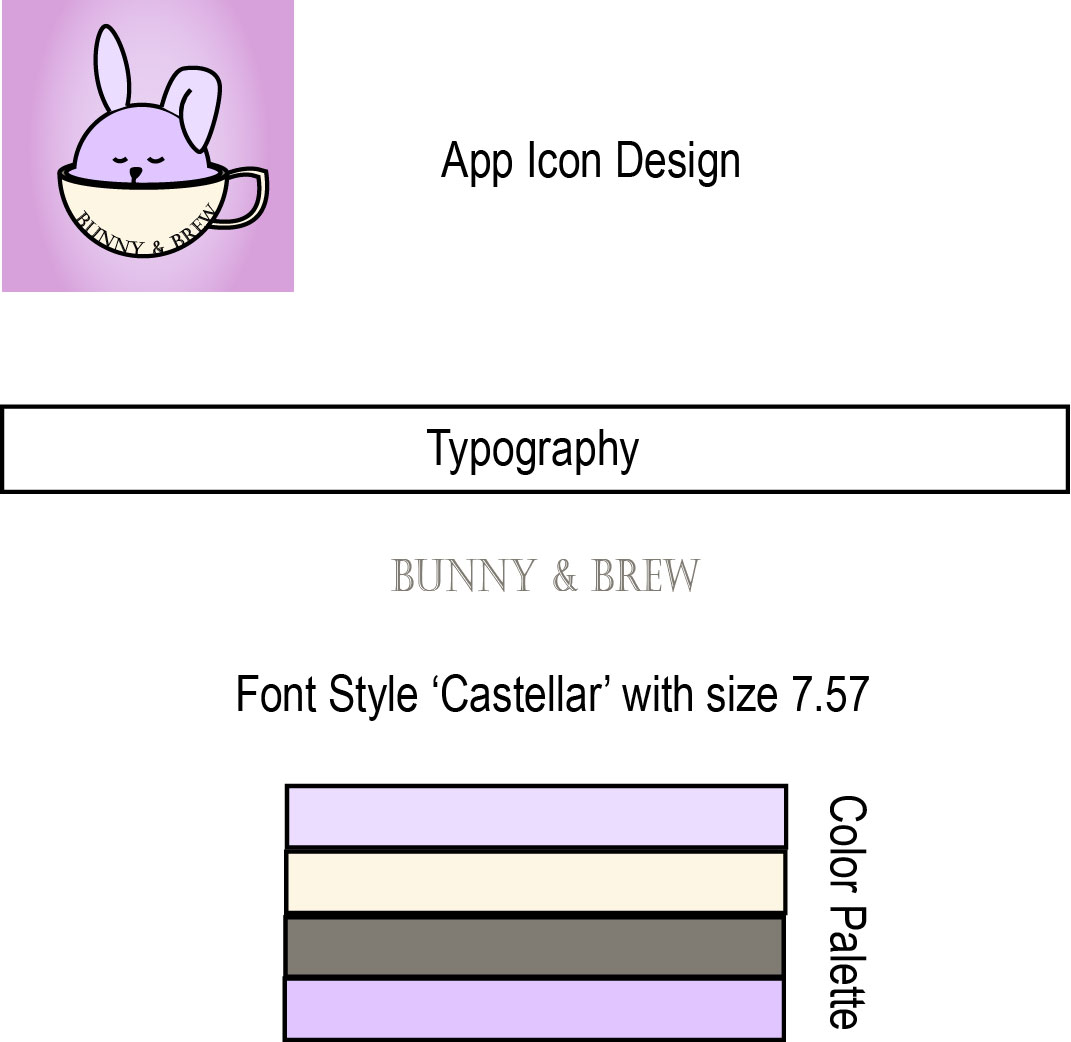 BUNNY & BREW
App Icon Design
Typography
BUNNY & BREW
Font Style ‘Castellar’ with size 7.57
Color Palette